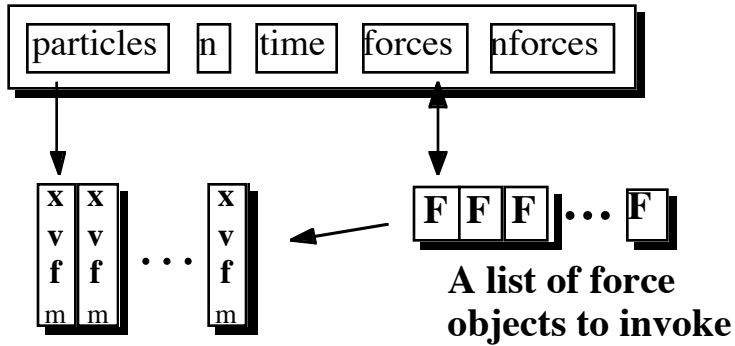 particles n time forces nforces
x x ... x F F F ... F
v v v
f f f
m m m
A list of force
objects to invoke